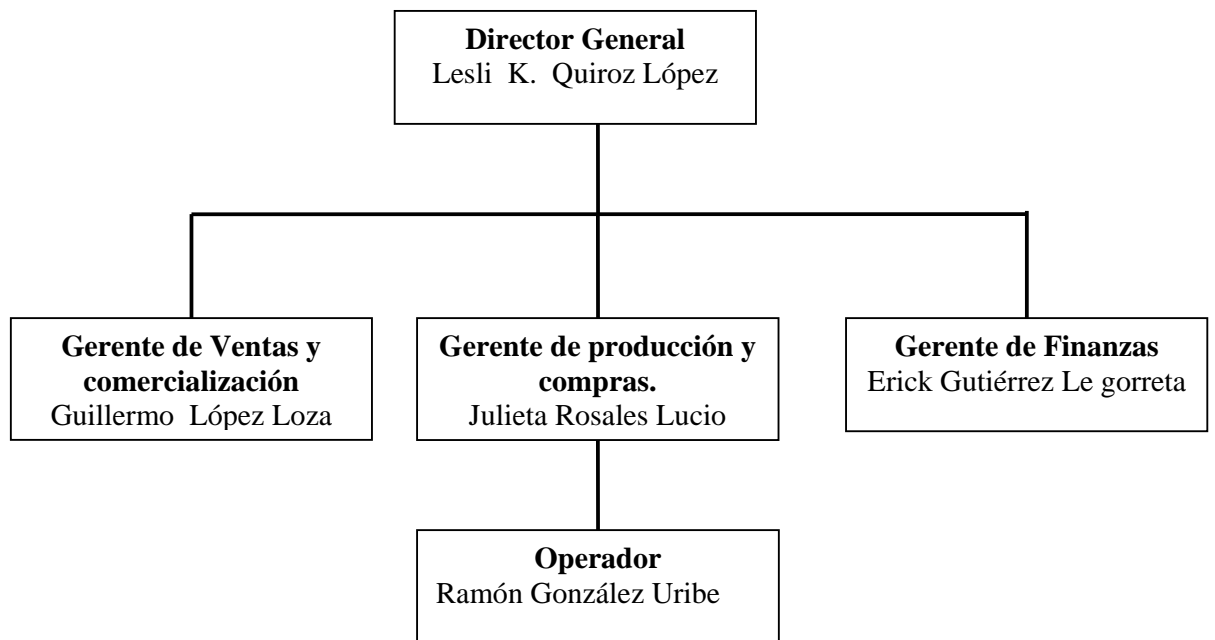 Director General
Lesli K. Quiroz López
Gerente de Ventas y
comercialización
Guillermo López Loza
Gerente de producción y
compras.
Julieta Rosales Lucio
Gerente de Finanzas
Erick Gutiérrez Le gorreta
Operador
Ramón González Uribe